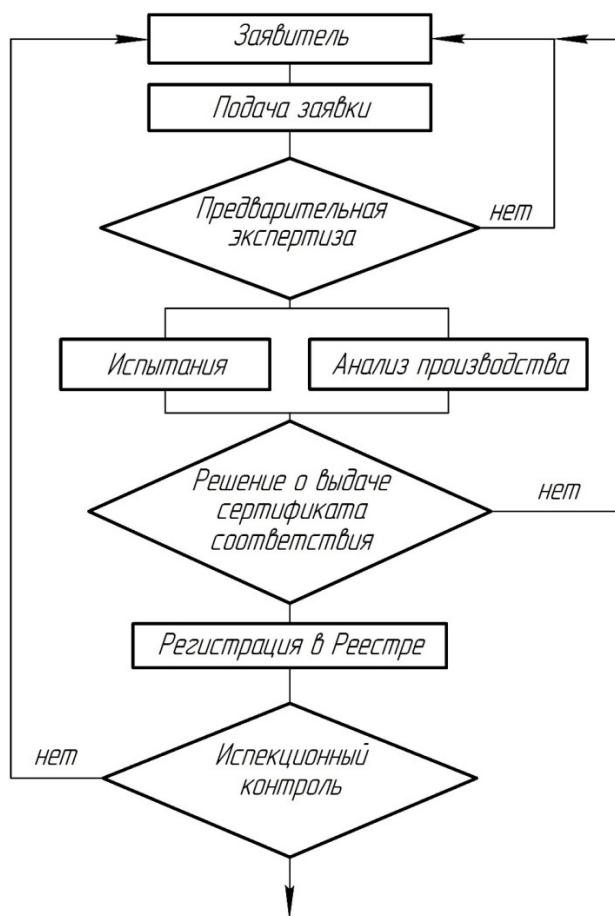 Заявитель
Подача заявки
Предварительная
экспертиза
нет
Испытания
Анализ производства
Решение о выдаче
сертификата
соответствия
нет
Регистрация в Реестре
нет
Испекционный
контроль